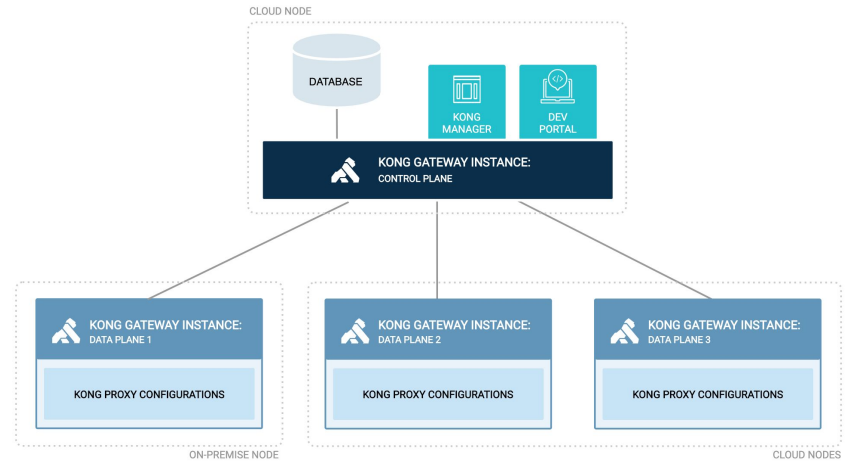 CLOUD NODE
DATABASE
KONG
MANAGER
DEV
PORTAL
KONG GATEWAY INSTANCE:
CONTROL PLANE
KONG GATEWAY INSTANCE:
DATA PLANE 1
KONG PROXY CONFIGURATIONS
KONG GATEWAY INSTANCE:
DATA PLANE 2
KONG PROXY CONFIGURATIONS
KONG GATEWAY INSTANCE:
DATA PLANE 3
KONG PROXY CONFIGURATIONS
ON-PREMISE NODE
CLOUD NODES